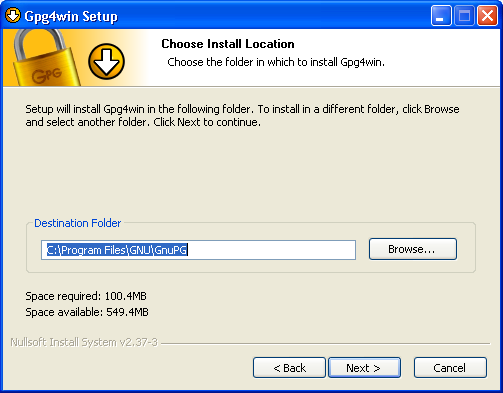 Gpg4win Setup
GPG
Choose Install Location
Choose the folder in which to install Gpg4win.
Setup will install Gpg4win in the following folder. To install in a different folder, click Browse
and select another folder. Click Next to continue.
Destination Folder
C:\Program Files\GNU\GnuPG
Browse...
Space required: 100.4MB
Space available: 549.4MB
Nullsoft Install System v2.37-3
< Back
Next >
Cancel